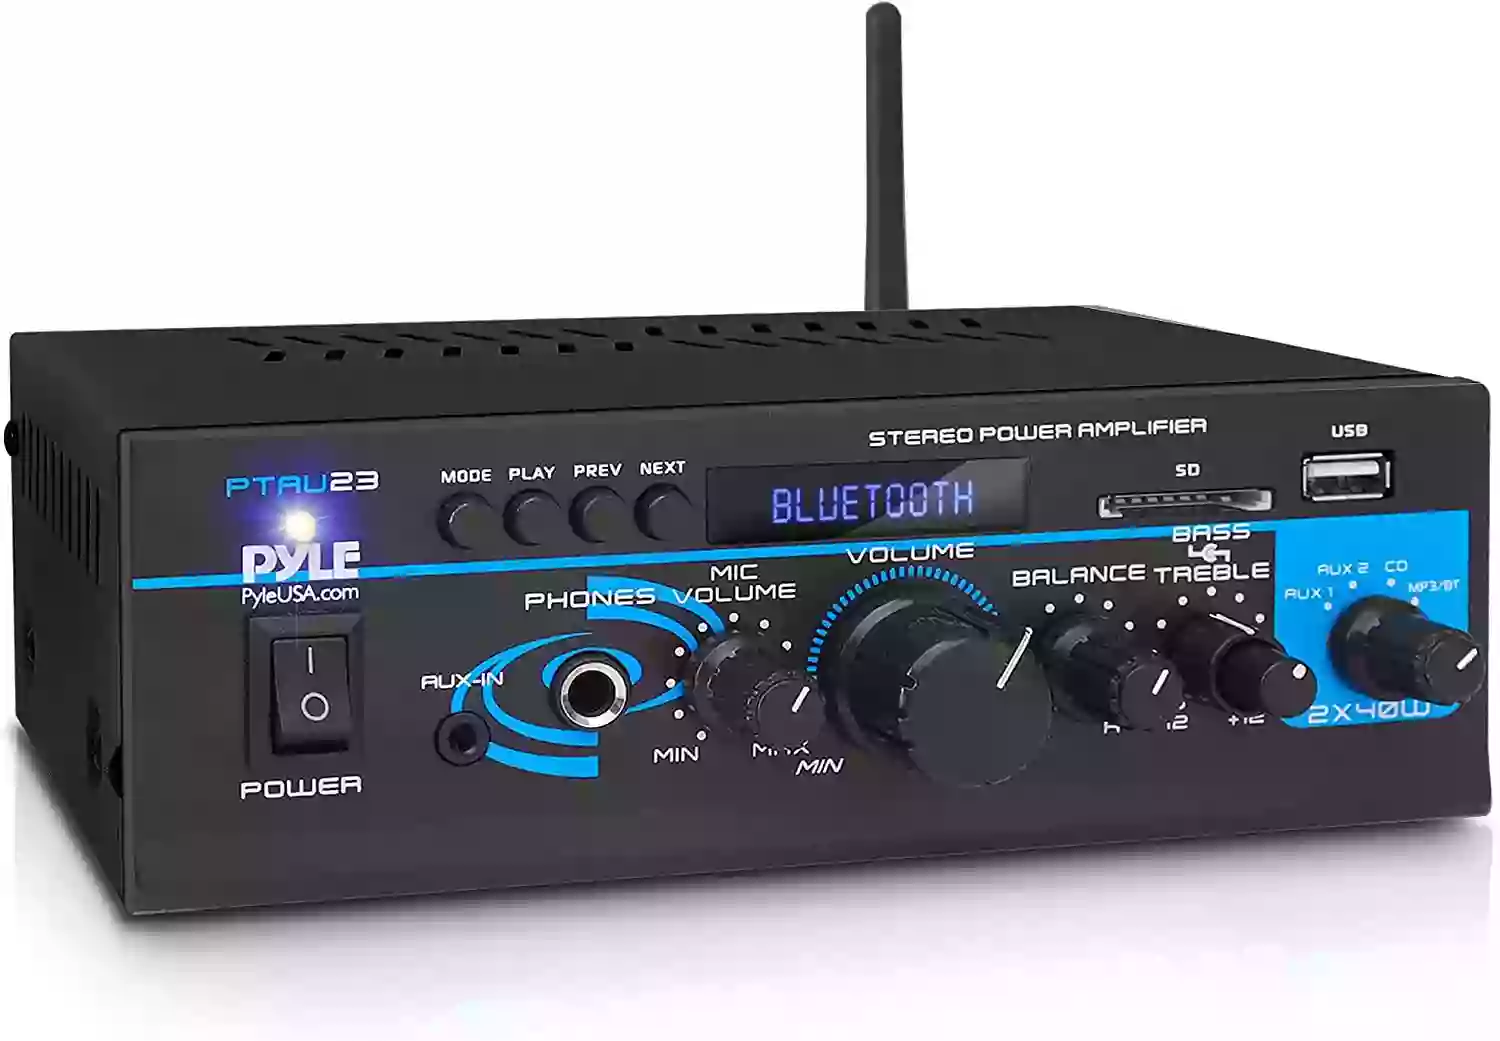 STEREO POWER AMPLIFIER
USB
SD
PTAU23
MODE PLAY PREV NEXT
BLUETOOTH
PYLE
PyleUSA.com
PHONES
MIC
VOLUME
VOLUME
BALANCE
BASS
TREBLE
AUX 1
AUX 2
CD
MP3/BT
AUX-IN
I
O
POWER
MIN
MAX
MIN
+12
2X40W